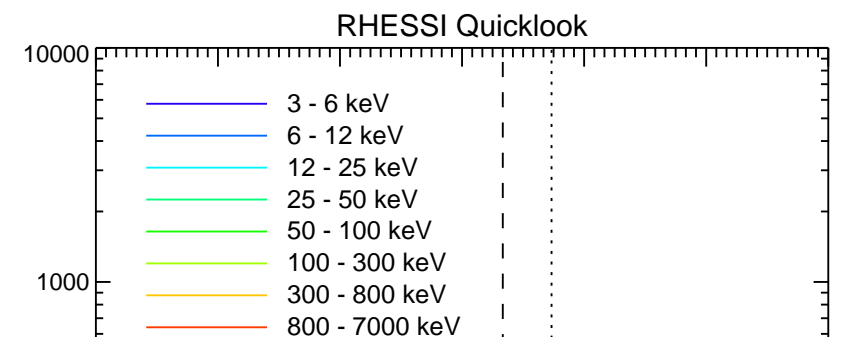 RHESSI Quicklook
10000
3 - 6 keV
6 - 12 keV
12 - 25 keV
25 - 50 keV
50 - 100 keV
100 - 300 keV
1000
300 - 800 keV
800 - 7000 keV